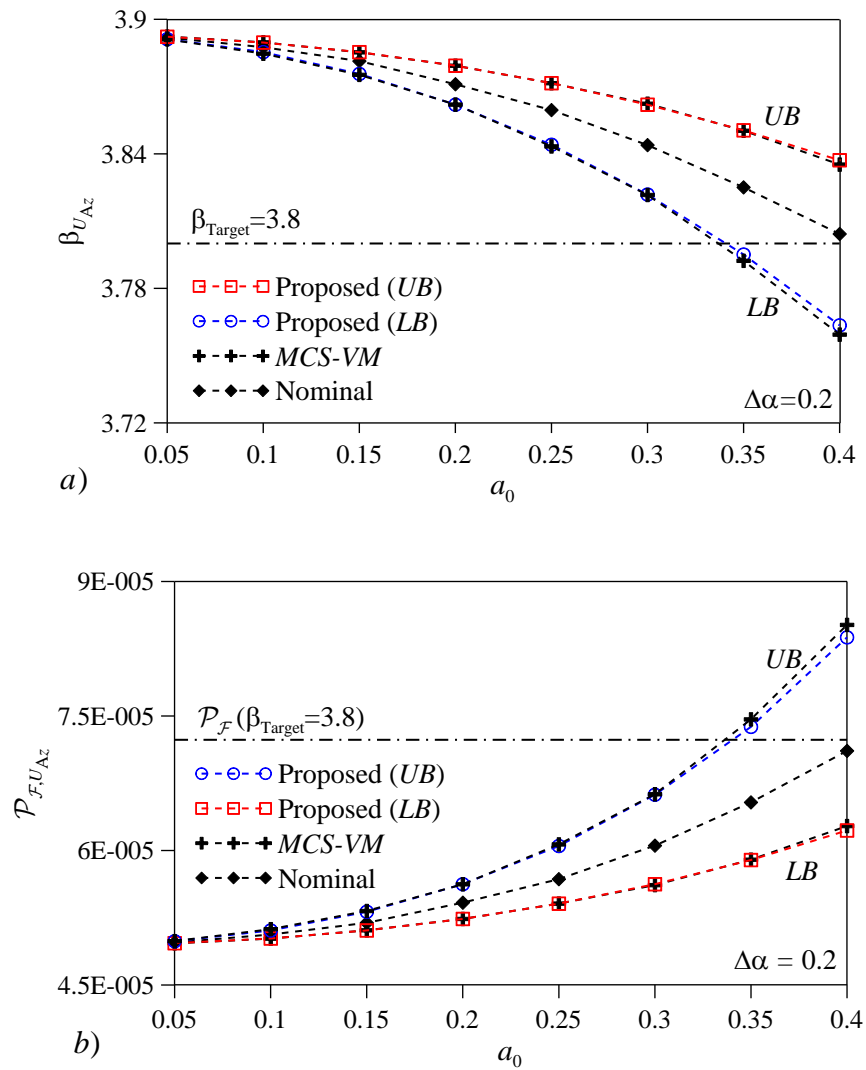 3.9
3.84
3.78
3.72
β_{U_{Az}}
UB
β_{Target}=3.8
LB
Proposed (UB)
Proposed (LB)
MCS-VM
Nominal
Δα=0.2
0.05 0.1 0.15 0.2 0.25 0.3 0.35 0.4
a)
a_0
9E-005
7.5E-005
6E-005
4.5E-005
𝒫_{ℱ,U_{Az}}
UB
𝒫_ℱ(β_{Target}=3.8)
Proposed (UB)
Proposed (LB)
MCS-VM
Nominal
LB
Δα = 0.2
0.05 0.1 0.15 0.2 0.25 0.3 0.35 0.4
b)
a_0